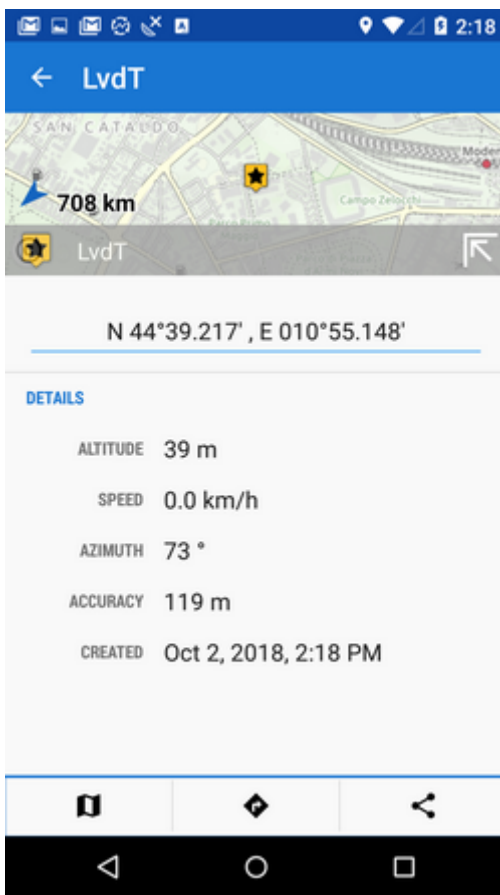 2:18
LvdT
SAN CATALDO
Moden
708 km
Campo Zelocchi
LvdT
N 44°39.217' , E 010°55.148'
DETAILS
ALTITUDE 39 m
SPEED 0.0 km/h
AZIMUTH 73 °
ACCURACY 119 m
CREATED Oct 2, 2018, 2:18 PM